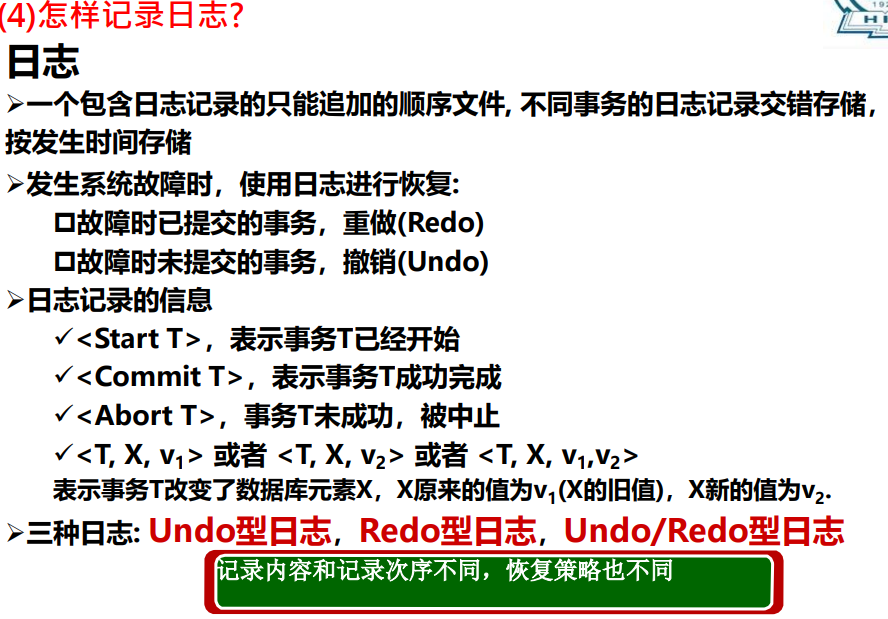 (4)怎样记录日志?
日志
➢一个包含日志记录的只能追加的顺序文件, 不同事务的日志记录交错存储，
按发生时间存储
➢发生系统故障时，使用日志进行恢复:
故障时已提交的事务，重做(Redo)
故障时未提交的事务，撤销(Undo)
➢日志记录的信息
✓<Start T>，表示事务T已经开始
✓<Commit T>，表示事务T成功完成
✓<Abort T>，事务T未成功，被中止
✓<T, X, v₁> 或者 <T, X, v₂> 或者 <T, X, v₁,v₂>
表示事务T改变了数据库元素X，X原来的值为v₁(X的旧值)，X新的值为v₂.
➢三种日志: Undo型日志，Redo型日志，Undo/Redo型日志
记录内容和记录次序不同，恢复策略也不同